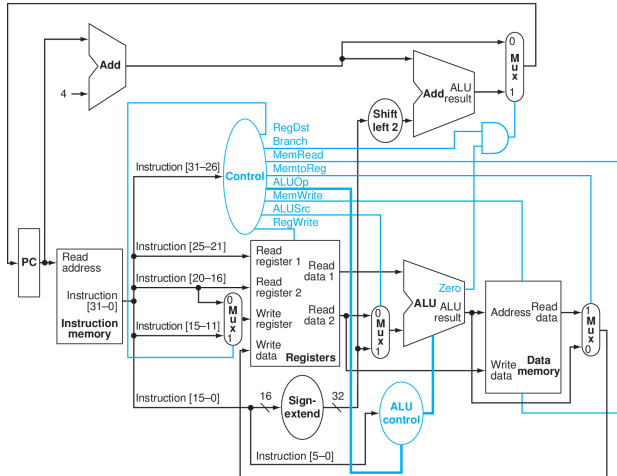 0
M
u
x
1
Add
4
Add
ALU
result
Shift
left 2
RegDst
Branch
MemRead
MemtoReg
ALUOp
MemWrite
ALUSrc
RegWrite
Control
Instruction [31–26]
PC
Read
address
Instruction
[31–0]
Instruction
memory
Instruction [25–21]
Instruction [20–16]
Instruction [15–11]
0
M
u
x
1
Read
register 1
Read
register 2
Write
register
Write
data
Read
data 1
Read
data 2
Registers
0
M
u
x
1
Zero
ALU
ALU
result
Address
Read
data
Write
data
Data
memory
1
M
u
x
0
Instruction [15–0]
16
Sign-
extend
32
ALU
control
Instruction [5–0]